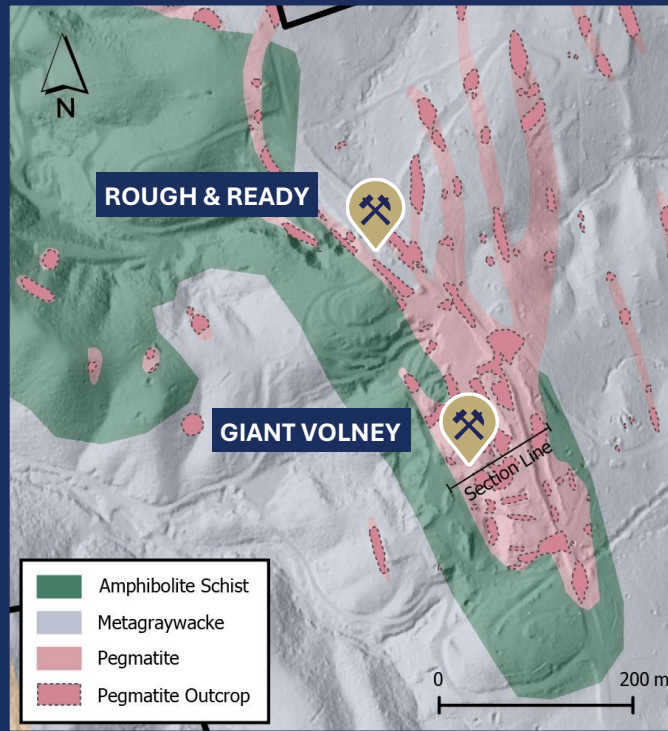 N
ROUGH & READY
GIANT VOLNEY
Section Line
Amphibolite Schist
Metagraywacke
Pegmatite
Pegmatite Outcrop
0 200 m